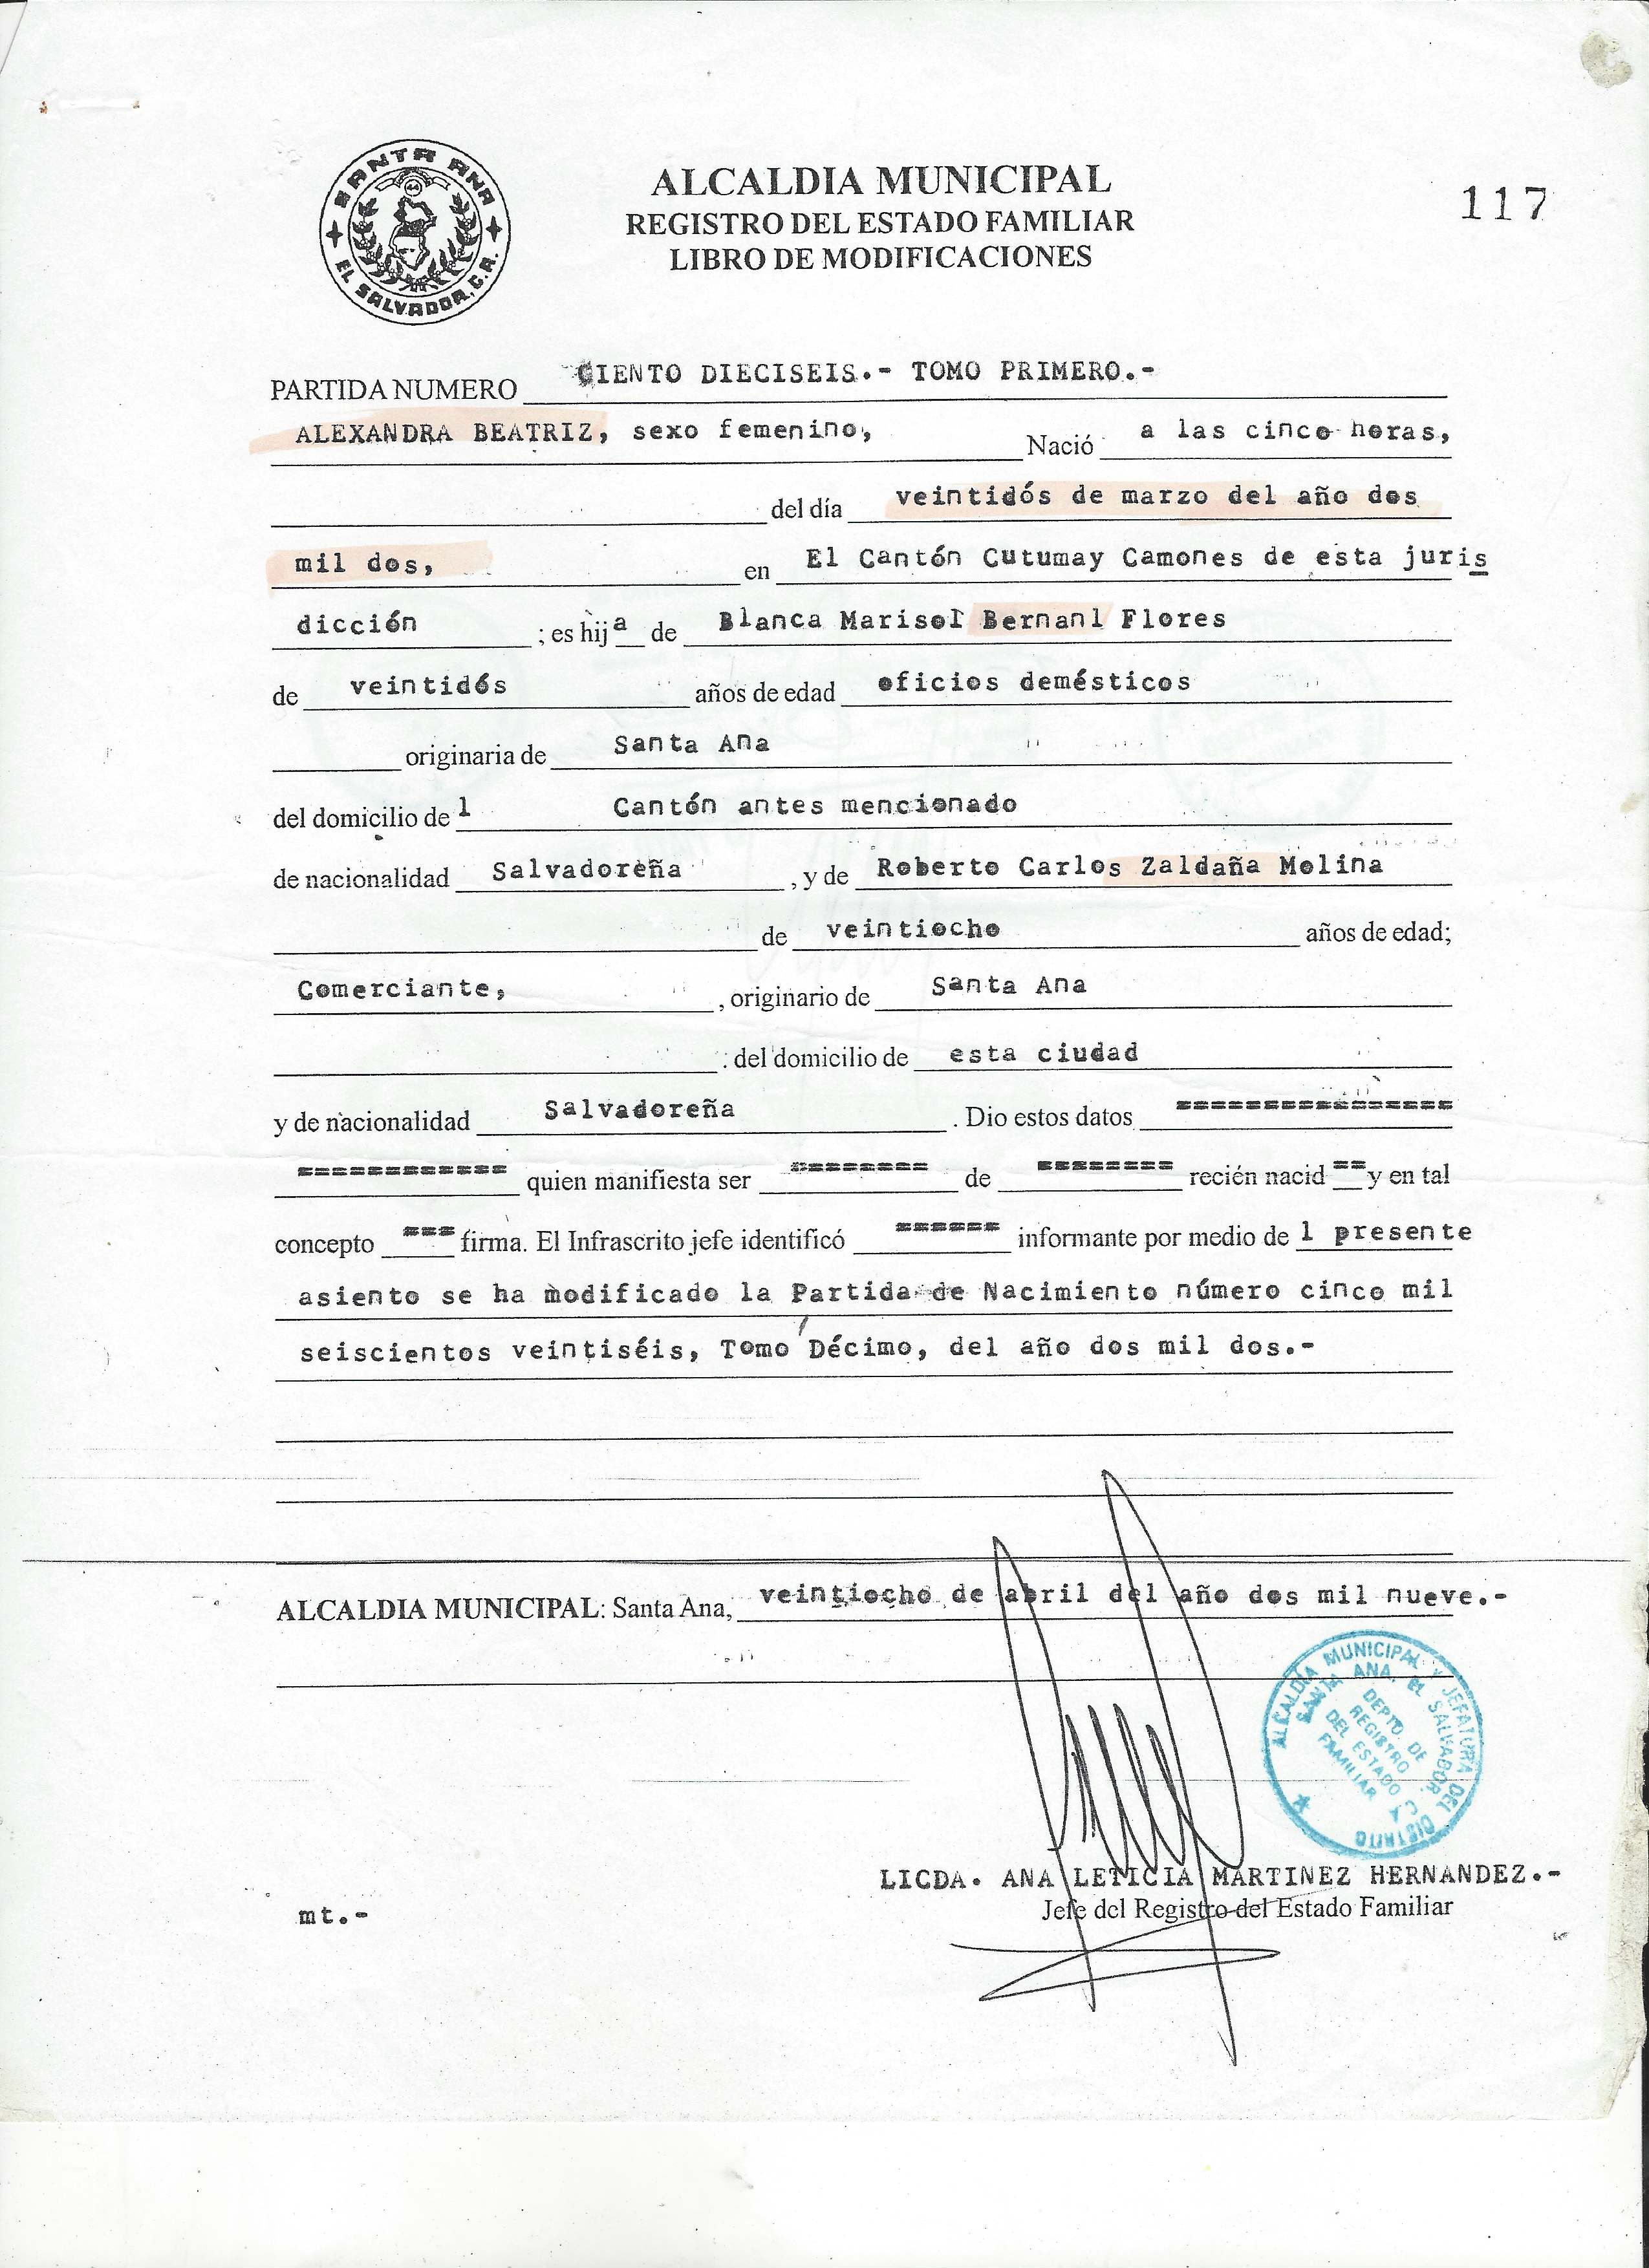 SANTA ANA
EL SALVADOR, C.A.
ALCALDIA MUNICIPAL
REGISTRO DEL ESTADO FAMILIAR
LIBRO DE MODIFICACIONES
117
PARTIDA NUMERO CIENTO DIECISEIS.- TOMO PRIMERO.-
ALEXANDRA BEATRIZ, sexo femenino, Nació a las cinco horas,
del día veintidós de marzo del año dos
mil dos, en El Cantón Cutumay Camones de esta juris
dicción ; es hija de Blanca Marisol Bernanl Flores
de veintidós años de edad oficios domésticos
originaria de Santa Ana
del domicilio de l Cantón antes mencionado
de nacionalidad Salvadoreña , y de Roberto Carlos Zaldaña Molina
de veintiocho años de edad;
Comerciante, , originario de Santa Ana
del domicilio de esta ciudad
y de nacionalidad Salvadoreña . Dio estos datos ================
============ quien manifiesta ser ======== de ======== recién nacid == y en tal
concepto === firma. El Infrascrito jefe identificó ====== informante por medio de l presente
asiento se ha modificado la Partida de Nacimiento número cinco mil
seiscientos veintiséis, Tomo Décimo, del año dos mil dos.-
ALCALDIA MUNICIPAL: Santa Ana, veintiocho de abril del año dos mil nueve.-
ALCALDÍA MUNICIPAL Y JEFATURA DEL DISTRITO
SANTA ANA, EL SALVADOR, C.A.
DEPTO. DE
REGISTRO
DEL ESTADO
FAMILIAR
LICDA. ANA LETICIA MARTINEZ HERNANDEZ.-
Jefe del Registro del Estado Familiar
mt.-